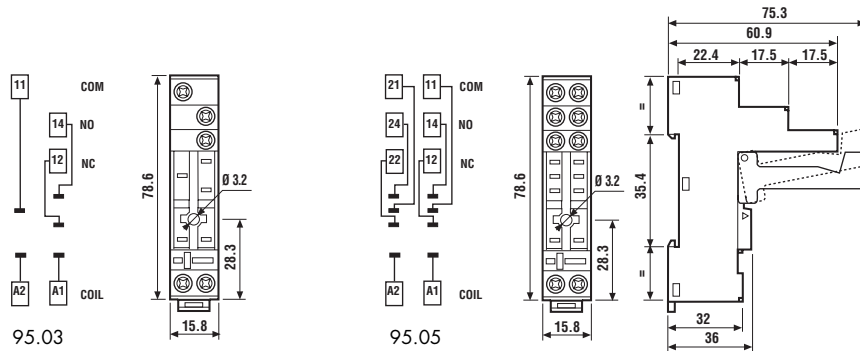 11
COM
14
NO
12
NC
A2
A1
COIL
95.03
78.6
Ø 3.2
28.3
15.8
21
11
COM
24
14
NO
22
12
NC
A2
A1
COIL
95.05
78.6
Ø 3.2
28.3
15.8
75.3
60.9
22.4
17.5
17.5
=
35.4
=
32
36